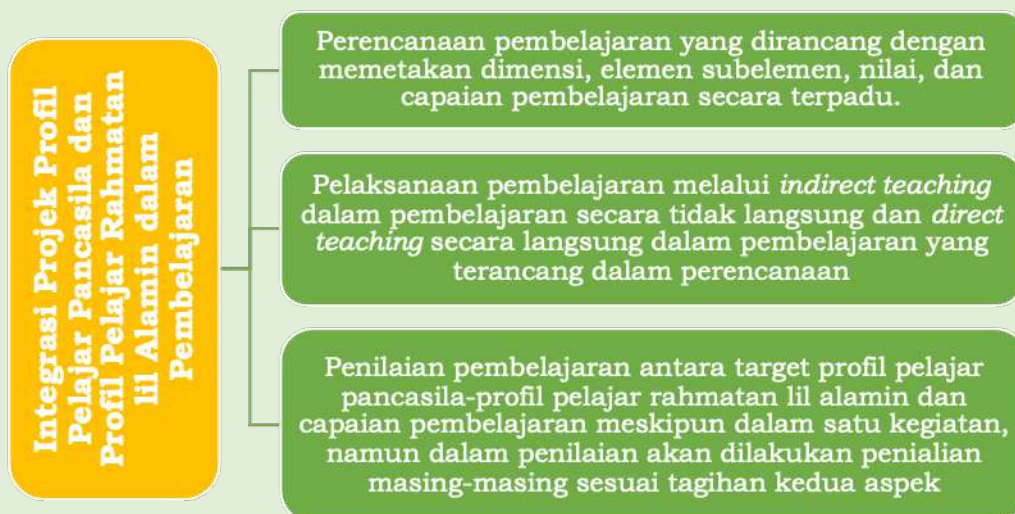 Integrasi Projek Profil
Pelajar Pancasila dan
Profil Pelajar Rahmatan
lil Alamin dalam
Pembelajaran
Perencanaan pembelajaran yang dirancang dengan
memetakan dimensi, elemen subelemen, nilai, dan
capaian pembelajaran secara terpadu.
Pelaksanaan pembelajaran melalui indirect teaching
dalam pembelajaran secara tidak langsung dan direct
teaching secara langsung dalam pembelajaran yang
terancang dalam perencanaan
Penilaian pembelajaran antara target profil pelajar
pancasila-profil pelajar rahmatan lil alamin dan
capaian pembelajaran meskipun dalam satu kegiatan,
namun dalam penilaian akan dilakukan penialian
masing-masing sesuai tagihan kedua aspek